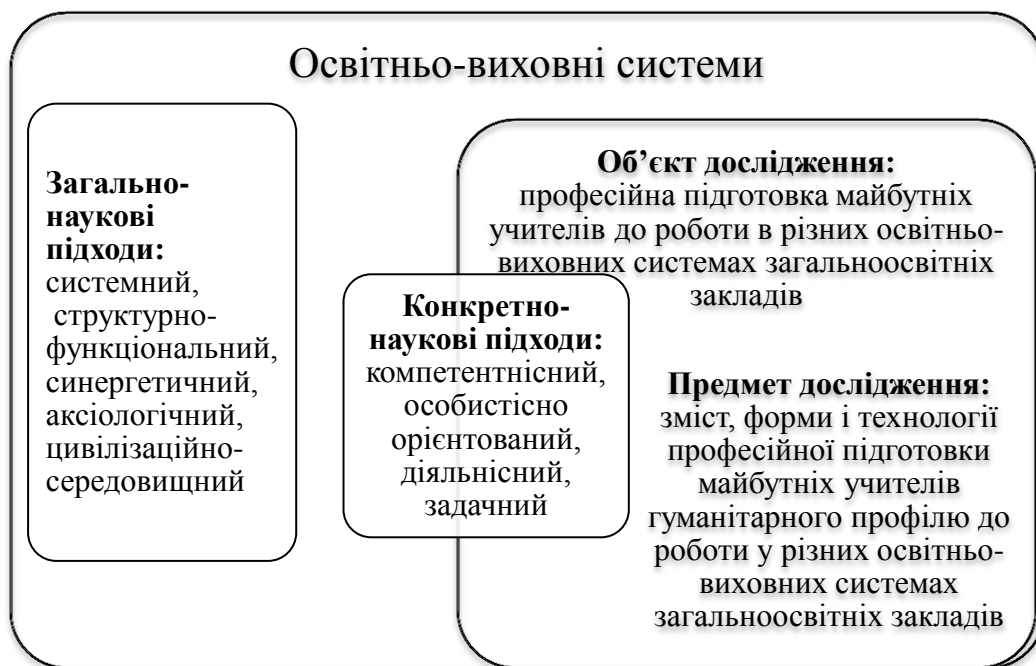 Освітньо-виховні системи
Загально-
наукові
підходи:
системний,
структурно-
функціональний,
синергетичний,
аксіологічний,
цивілізаційно-
середовищний
Конкретно-
наукові підходи:
компетентнісний,
особистісно
орієнтований,
діяльнісний,
задачний
Об’єкт дослідження:
професійна підготовка майбутніх
учителів до роботи в різних освітньо-
виховних системах загальноосвітніх
закладів
Предмет дослідження:
зміст, форми і технології
професійної підготовки
майбутніх учителів
гуманітарного профілю до
роботи у різних освітньо-
виховних системах
загальноосвітніх закладів